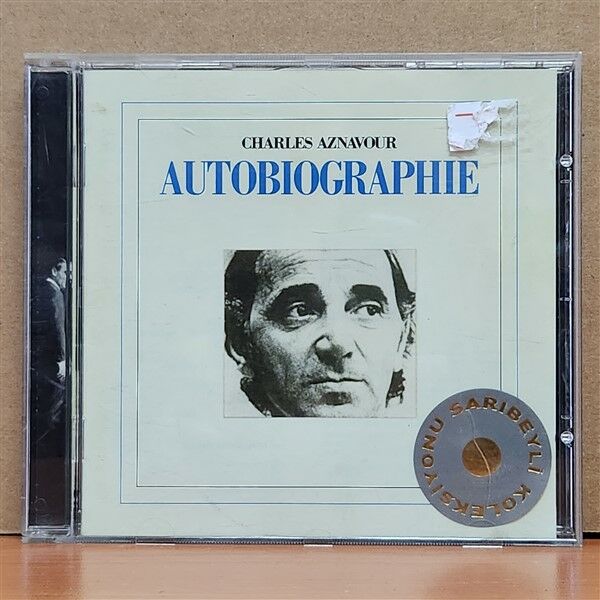 CHARLES AZNAVOUR
AUTOBIOGRAPHIE
SARIBEYLİ KOLEKSİYONU